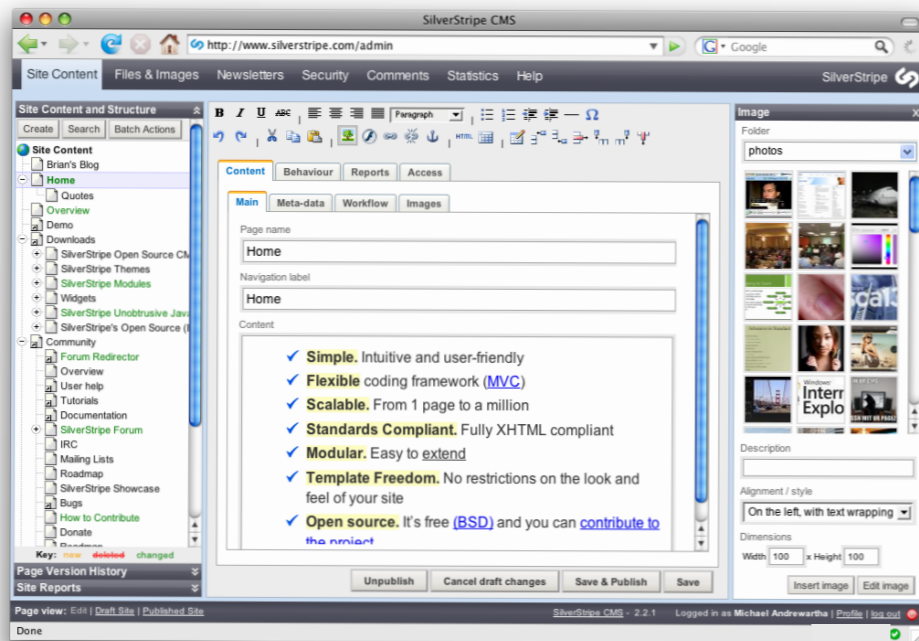 SilverStripe CMS
http://www.silverstripe.com/admin
Google
Site Content Files & Images Newsletters Security Comments Statistics Help
SilverStripe
Site Content and Structure
Create Search Batch Actions
Site Content
Brian's Blog
Home
Quotes
Overview
Demo
Downloads
SilverStripe Open Source CM
SilverStripe Themes
SilverStripe Modules
Widgets
SilverStripe Unobtrusive Java
SilverStripe's Open Source (I
Community
Forum Redirector
Overview
User help
Tutorials
Documentation
SilverStripe Forum
IRC
Mailing Lists
Roadmap
SilverStripe Showcase
Bugs
How to Contribute
Donate
Roadmap
Key: new deleted changed
Page Version History
Site Reports
B I U ABC Paragraph Ω
HTML
Content Behaviour Reports Access
Main Meta-data Workflow Images
Page name
Home
Navigation label
Home
Content
Simple. Intuitive and user-friendly
Flexible coding framework (MVC)
Scalable. From 1 page to a million
Standards Compliant. Fully XHTML compliant
Modular. Easy to extend
Template Freedom. No restrictions on the look and
feel of your site
Open source. It's free (BSD) and you can contribute to
the project
Unpublish Cancel draft changes Save & Publish Save
Image X
Folder
photos
scal3
Windows
Intern
Explo
Description
Alignment / style
On the left, with text wrapping
Dimensions
Width 100 x Height 100
Insert image Edit image
Page view: Edit | Draft Site | Published Site
SilverStripe CMS - 2.2.1 Logged in as Michael Andrewartha | Profile | log out
Done